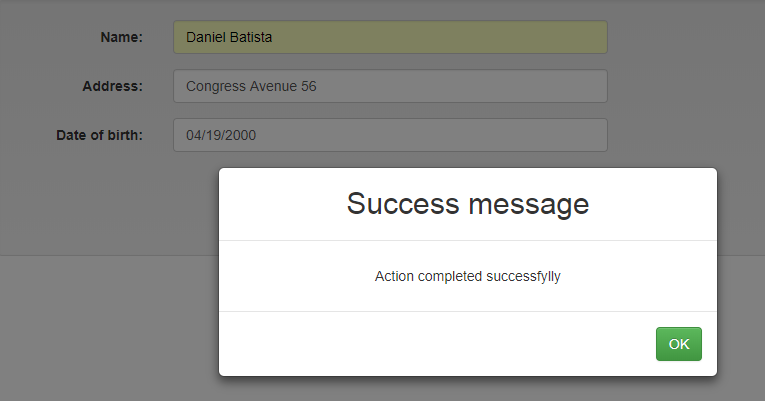 Name: Daniel Batista
Address: Congress Avenue 56
Date of birth: 04/19/2000
Success message
Action completed successfylly
OK